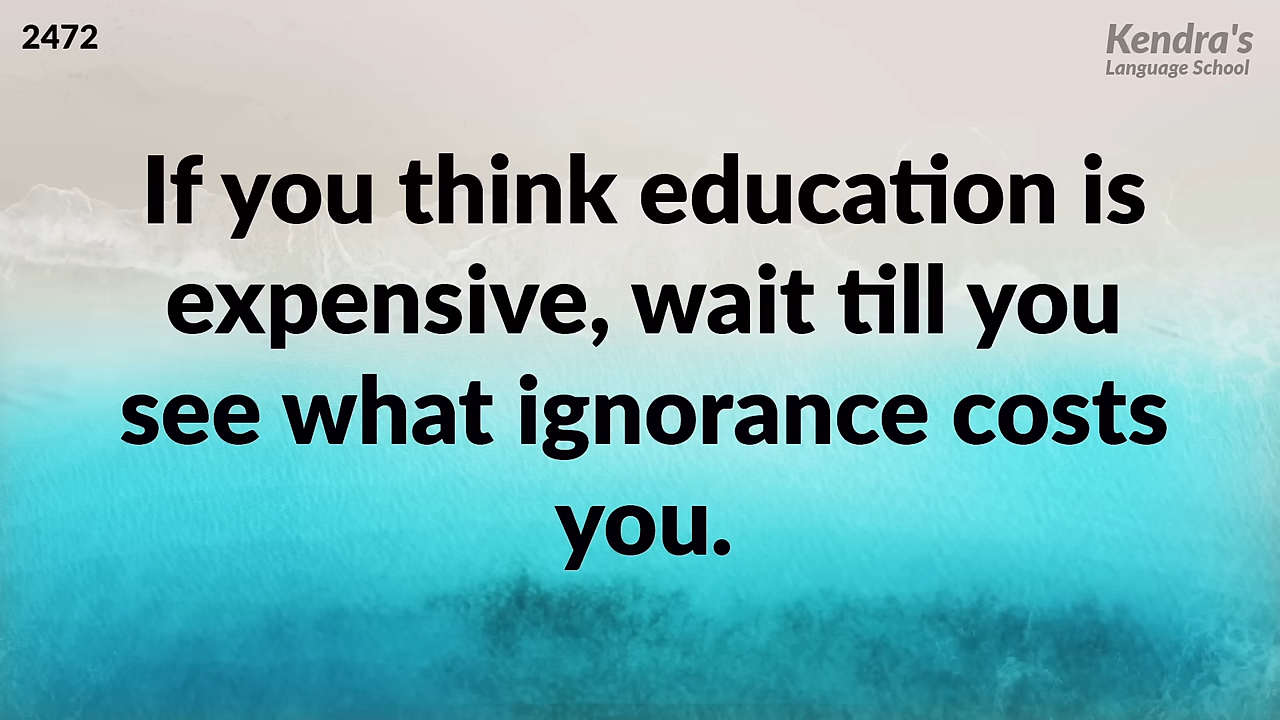 2472
Kendra's
Language School
If you think education is
expensive, wait till you
see what ignorance costs
you.